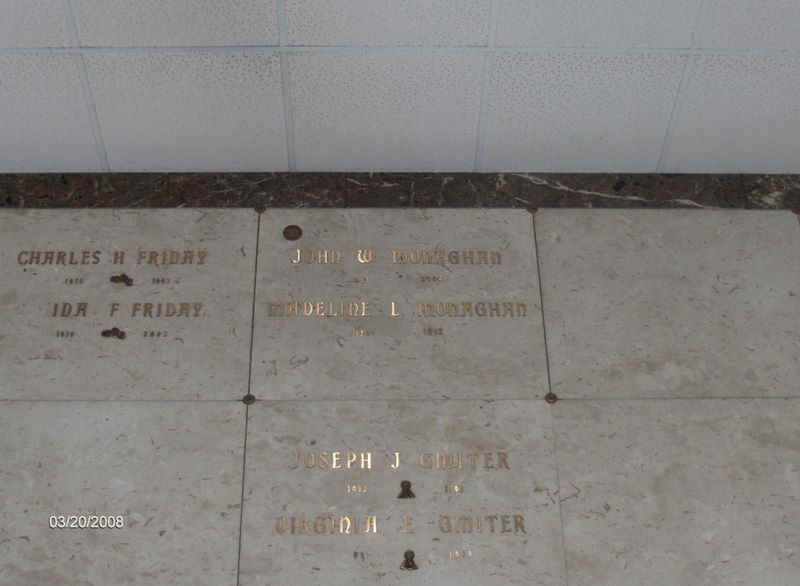 CHARLES H FRIDAY
IDA F FRIDAY
JOHN W MONAGHAN
MADELINE L MONAGHAN
JOSEPH J GMITER
VIRGINIA E GMITER
03/20/2008